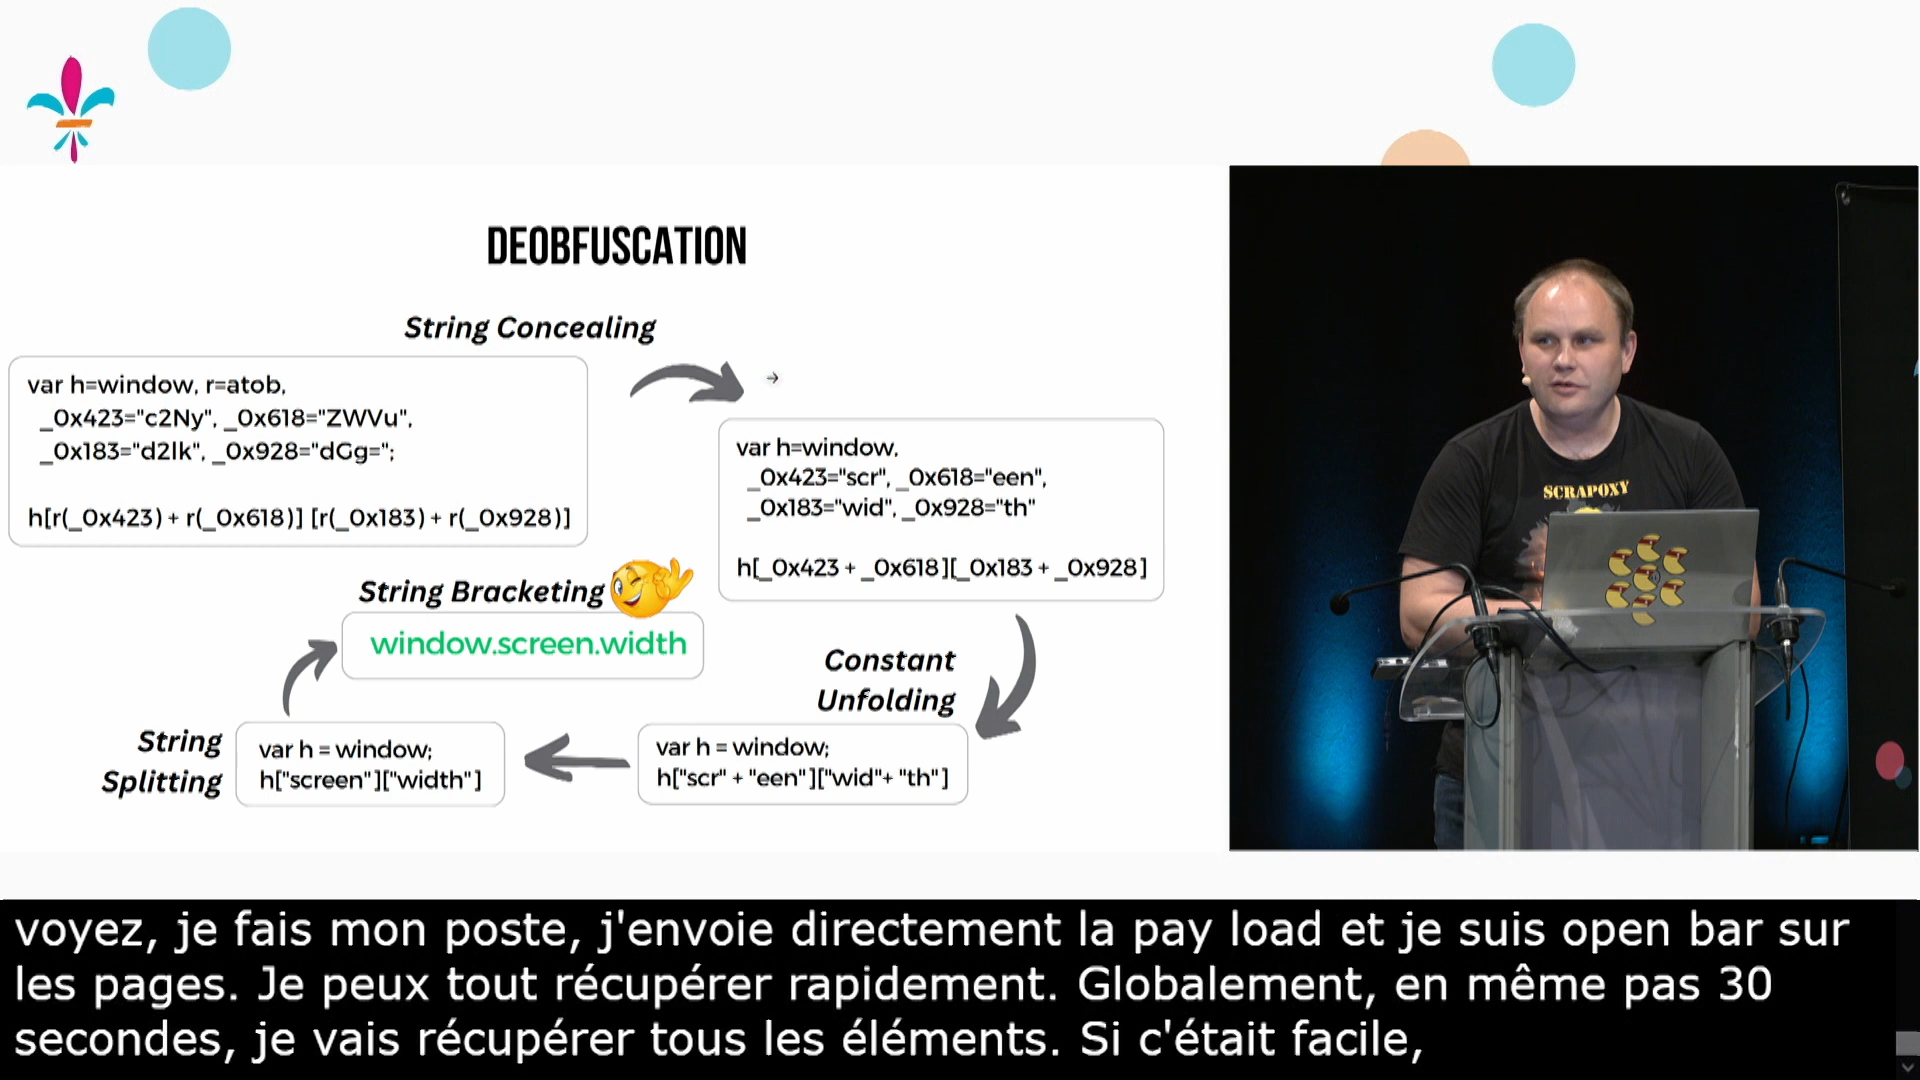 DEOBFUSCATION
String Concealing
var h=window, r=atob,
_0x423="c2Ny", _0x618="ZWVu",
_0x183="d2lk", _0x928="dGg=";
h[r(_0x423) + r(_0x618)] [r(_0x183) + r(_0x928)]
var h=window,
_0x423="scr", _0x618="een",
_0x183="wid", _0x928="th"
h[_0x423 + _0x618][_0x183 + _0x928]
String Bracketing
window.screen.width
Constant
Unfolding
String
Splitting
var h = window;
h["screen"]["width"]
var h = window;
h["scr" + "een"]["wid"+ "th"]
SCRAPOXY
voyez, je fais mon poste, j'envoie directement la pay load et je suis open bar sur
les pages. Je peux tout récupérer rapidement. Globalement, en même pas 30
secondes, je vais récupérer tous les éléments. Si c'était facile,